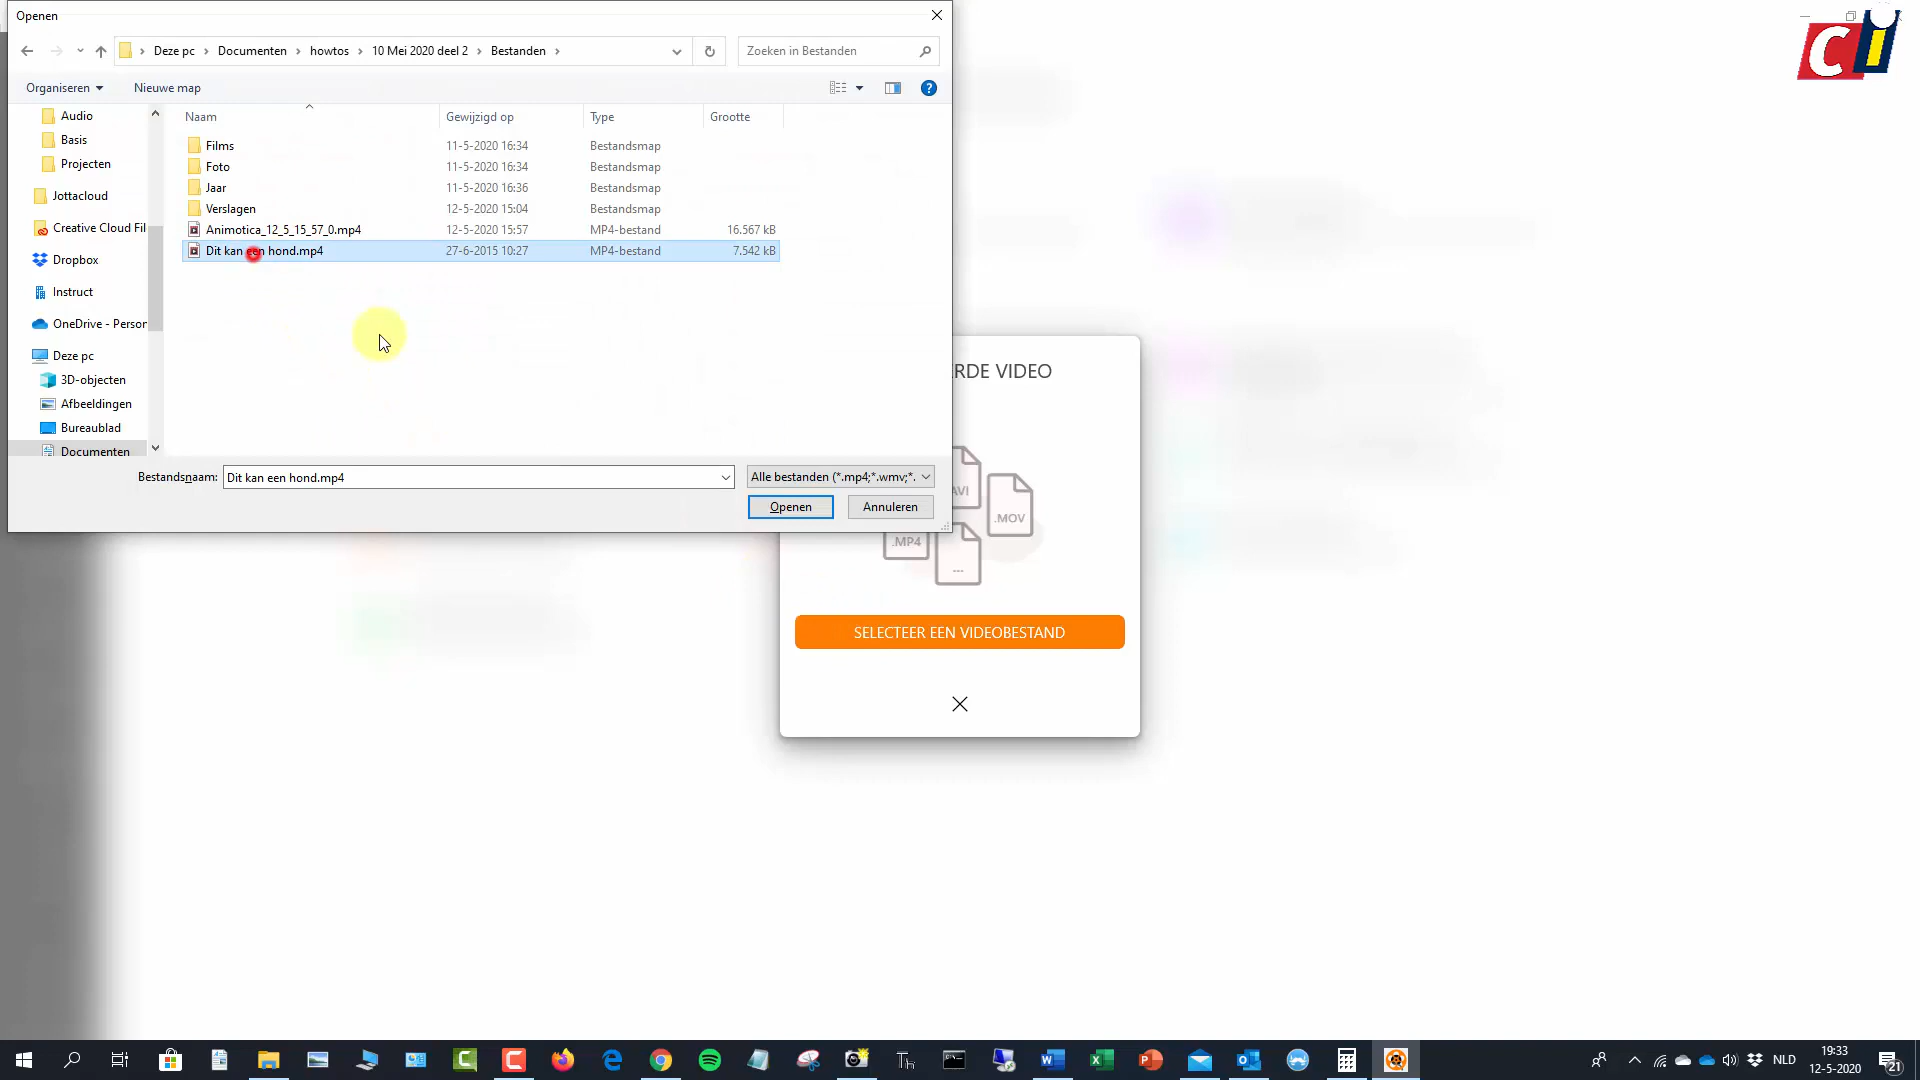 Openen
Deze pc > Documenten > howtos > 10 Mei 2020 deel 2 > Bestanden >
Zoeken in Bestanden
Organiseren
Nieuwe map
Naam
Gewijzigd op
Type
Grootte
Audio
Basis
Projecten
Jottacloud
Creative Cloud Fil
Dropbox
Instruct
OneDrive - Person
Deze pc
3D-objecten
Afbeeldingen
Bureaublad
Documenten
Films 11-5-2020 16:34 Bestandsmap
Foto 11-5-2020 16:34 Bestandsmap
Jaar 11-5-2020 16:36 Bestandsmap
Verslagen 12-5-2020 15:04 Bestandsmap
Animotica_12_5_15_57_0.mp4 12-5-2020 15:57 MP4-bestand 16.567 kB
Dit kan een hond.mp4 27-6-2015 10:27 MP4-bestand 7.542 kB
Bestandsnaam: Dit kan een hond.mp4
Alle bestanden (*.mp4;*.wmv;*.
Openen
Annuleren
RDE VIDEO
AVI
.MOV
.MP4
...
SELECTEER EEN VIDEOBESTAND
Ci
NLD
19:33
12-5-2020
21